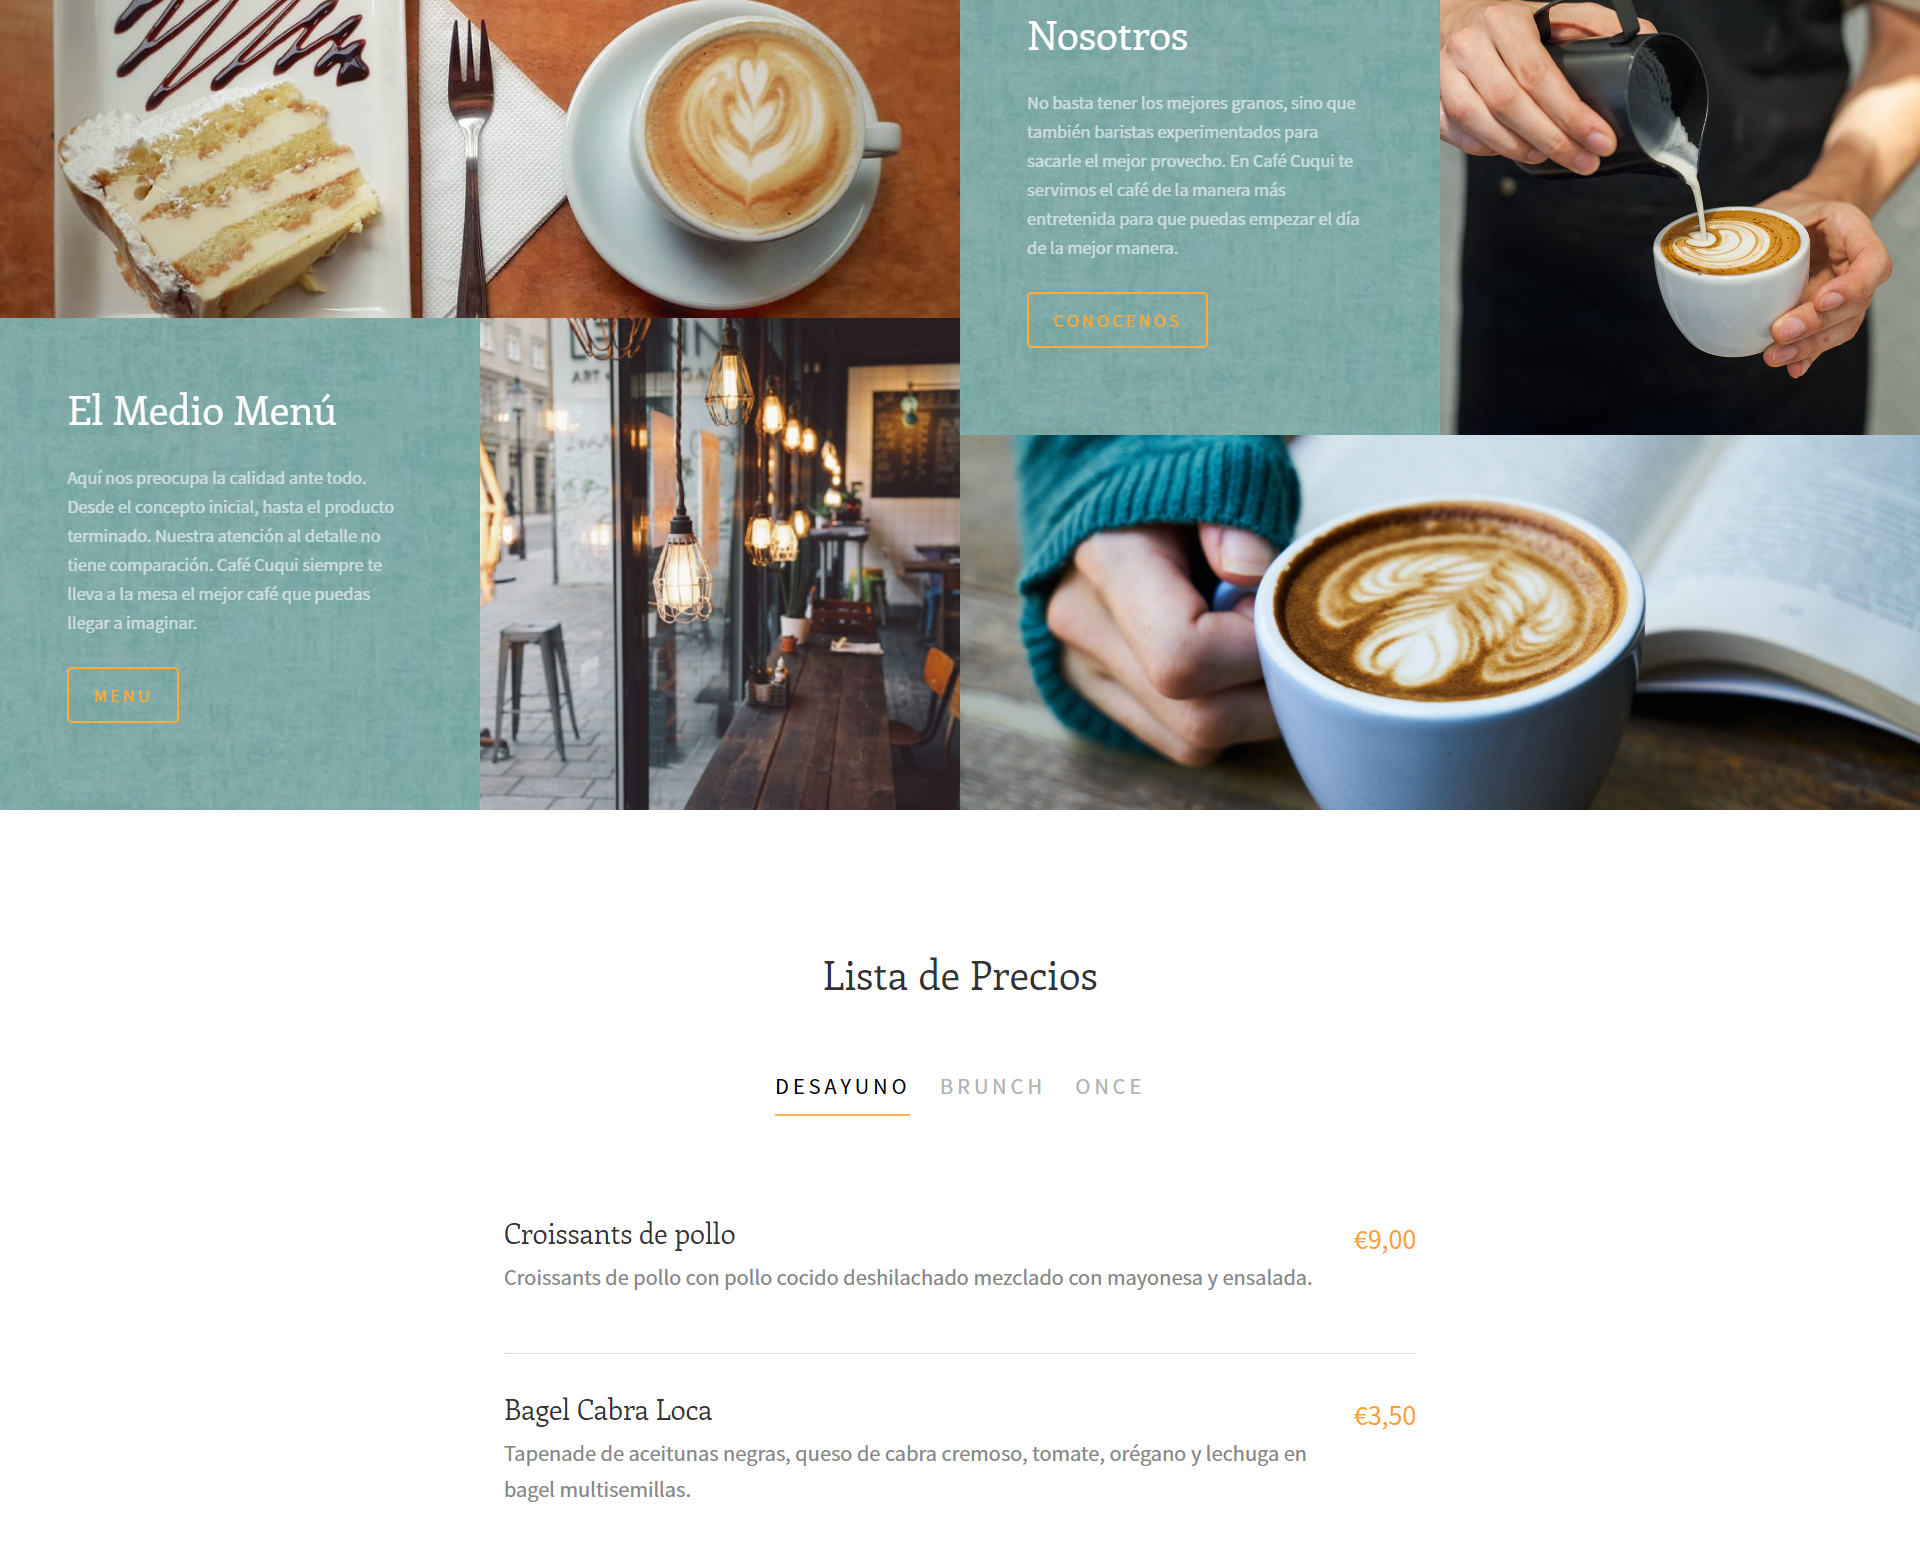 Nosotros
No basta tener los mejores granos, sino que
también baristas experimentados para
sacarle el mejor provecho. En Café Cuqui te
servimos el café de la manera más
entretenida para que puedas empezar el día
de la mejor manera.
CONOCENOS
El Medio Menú
Aquí nos preocupa la calidad ante todo.
Desde el concepto inicial, hasta el producto
terminado. Nuestra atención al detalle no
tiene comparación. Café Cuqui siempre te
lleva a la mesa el mejor café que puedas
llegar a imaginar.
MENU
Lista de Precios
DESAYUNO BRUNCH ONCE
Croissants de pollo €9,00
Croissants de pollo con pollo cocido deshilachado mezclado con mayonesa y ensalada.
Bagel Cabra Loca €3,50
Tapenade de aceitunas negras, queso de cabra cremoso, tomate, orégano y lechuga en
bagel multisemillas.